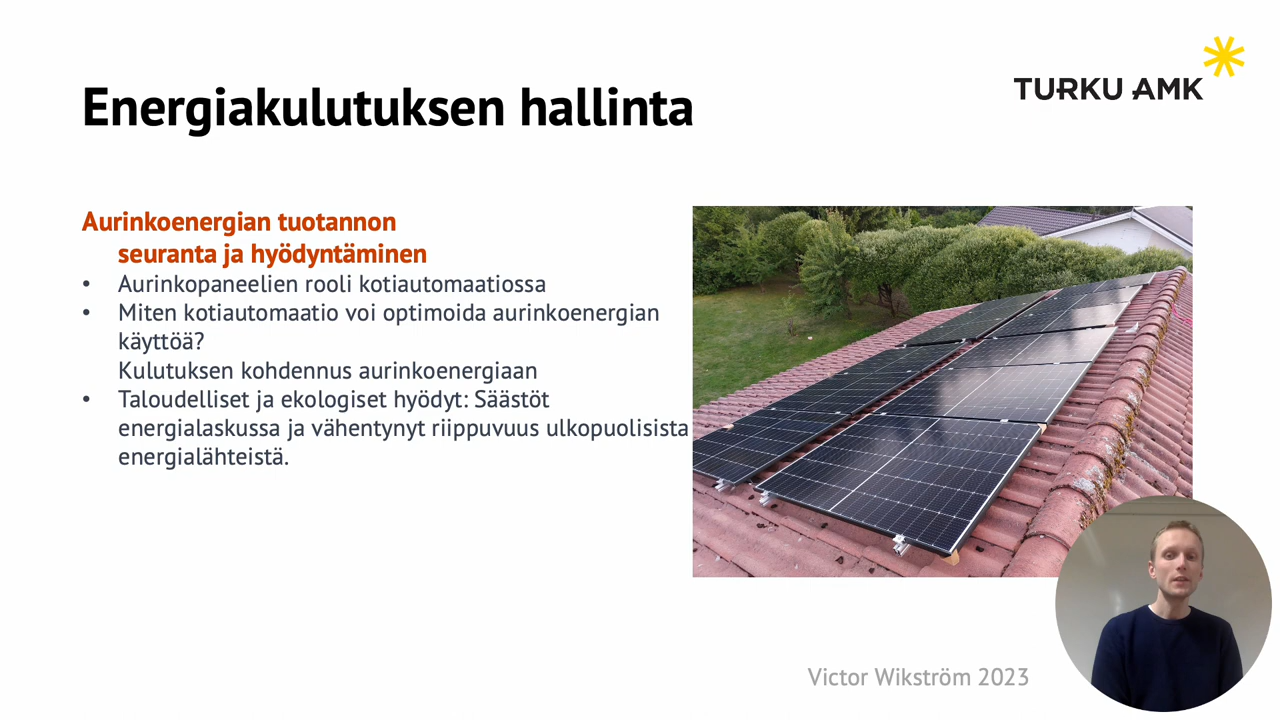 TURKU AMK
Energiakulutuksen hallinta
Aurinkoenergian tuotannon
seuranta ja hyödyntäminen
• Aurinkopaneelien rooli kotiautomaatiossa
• Miten kotiautomaatio voi optimoida aurinkoenergian
käyttöä?
Kulutuksen kohdennus aurinkoenergiaan
• Taloudelliset ja ekologiset hyödyt: Säästöt
energialaskussa ja vähentynyt riippuvuus ulkopuolisista
energialähteistä.
Victor Wikström 2023